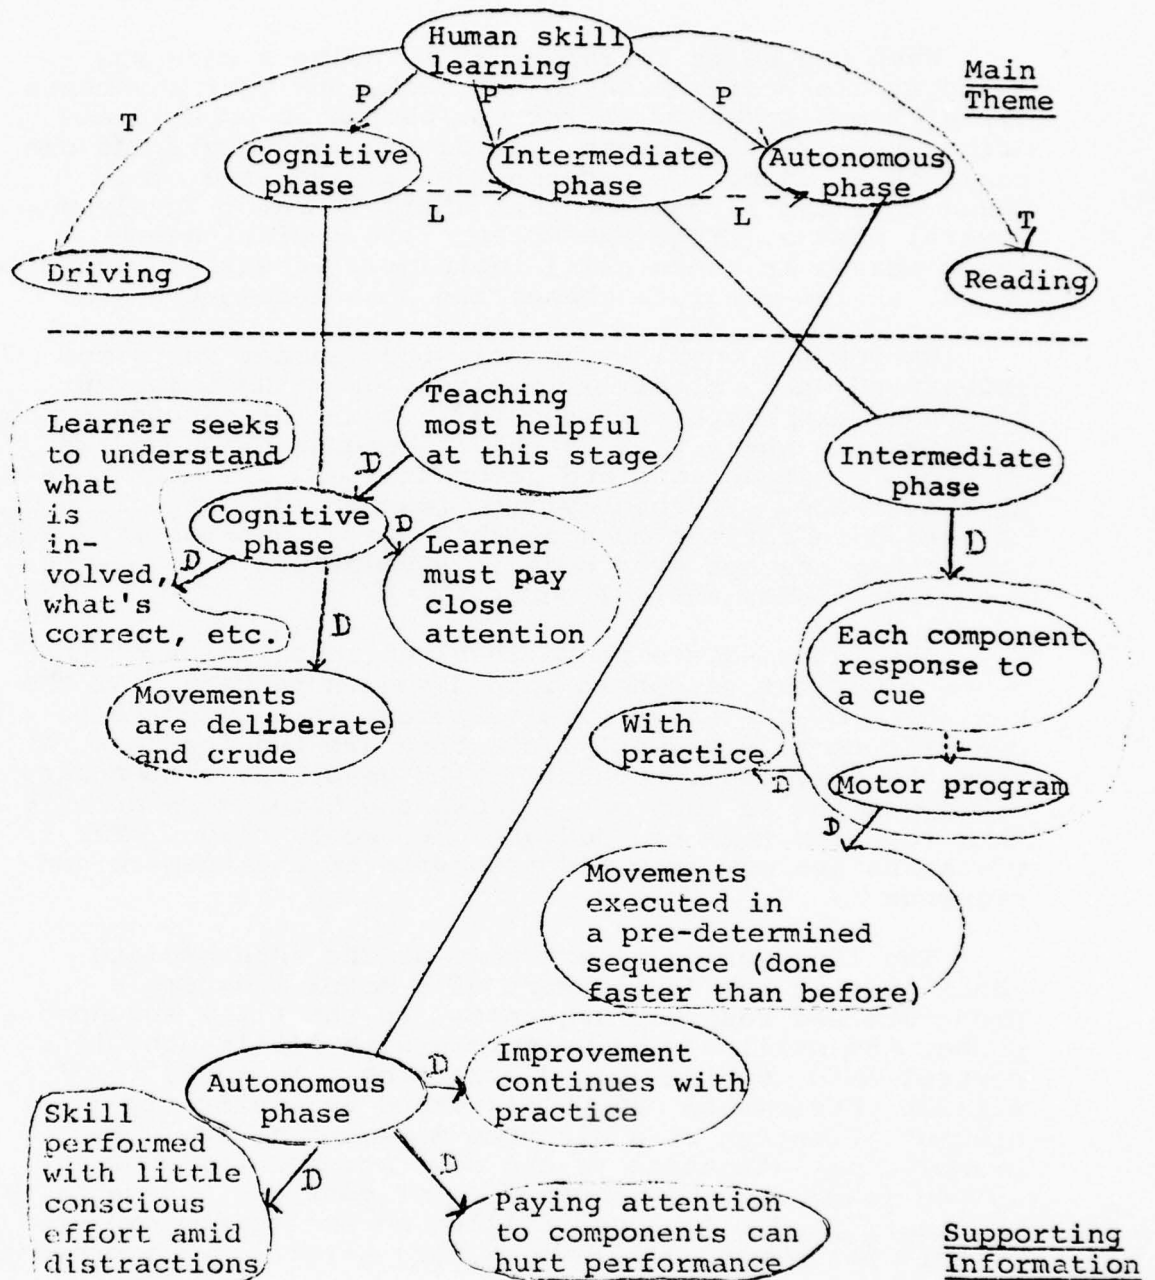 Human skill
learning
Main
Theme
P
P
P
T
Cognitive
phase
Intermediate
phase
Autonomous
phase
L
L
T
Driving
Reading
Teaching
most helpful
at this stage
Learner seeks
to understand
what
is
in-
volved,
what's
correct, etc.
D
Cognitive
phase
D
D
D
Learner
must pay
close
attention
Movements
are deliberate
and crude
Intermediate
phase
D
Each component
response to
a cue
L
Motor program
With
practice
D
D
Movements
executed in
a pre-determined
sequence (done
faster than before)
Autonomous
phase
D
Improvement
continues with
practice
Skill
performed
with little
conscious
effort amid
distractions
D
D
Paying attention
to components can
hurt performance
Supporting
Information